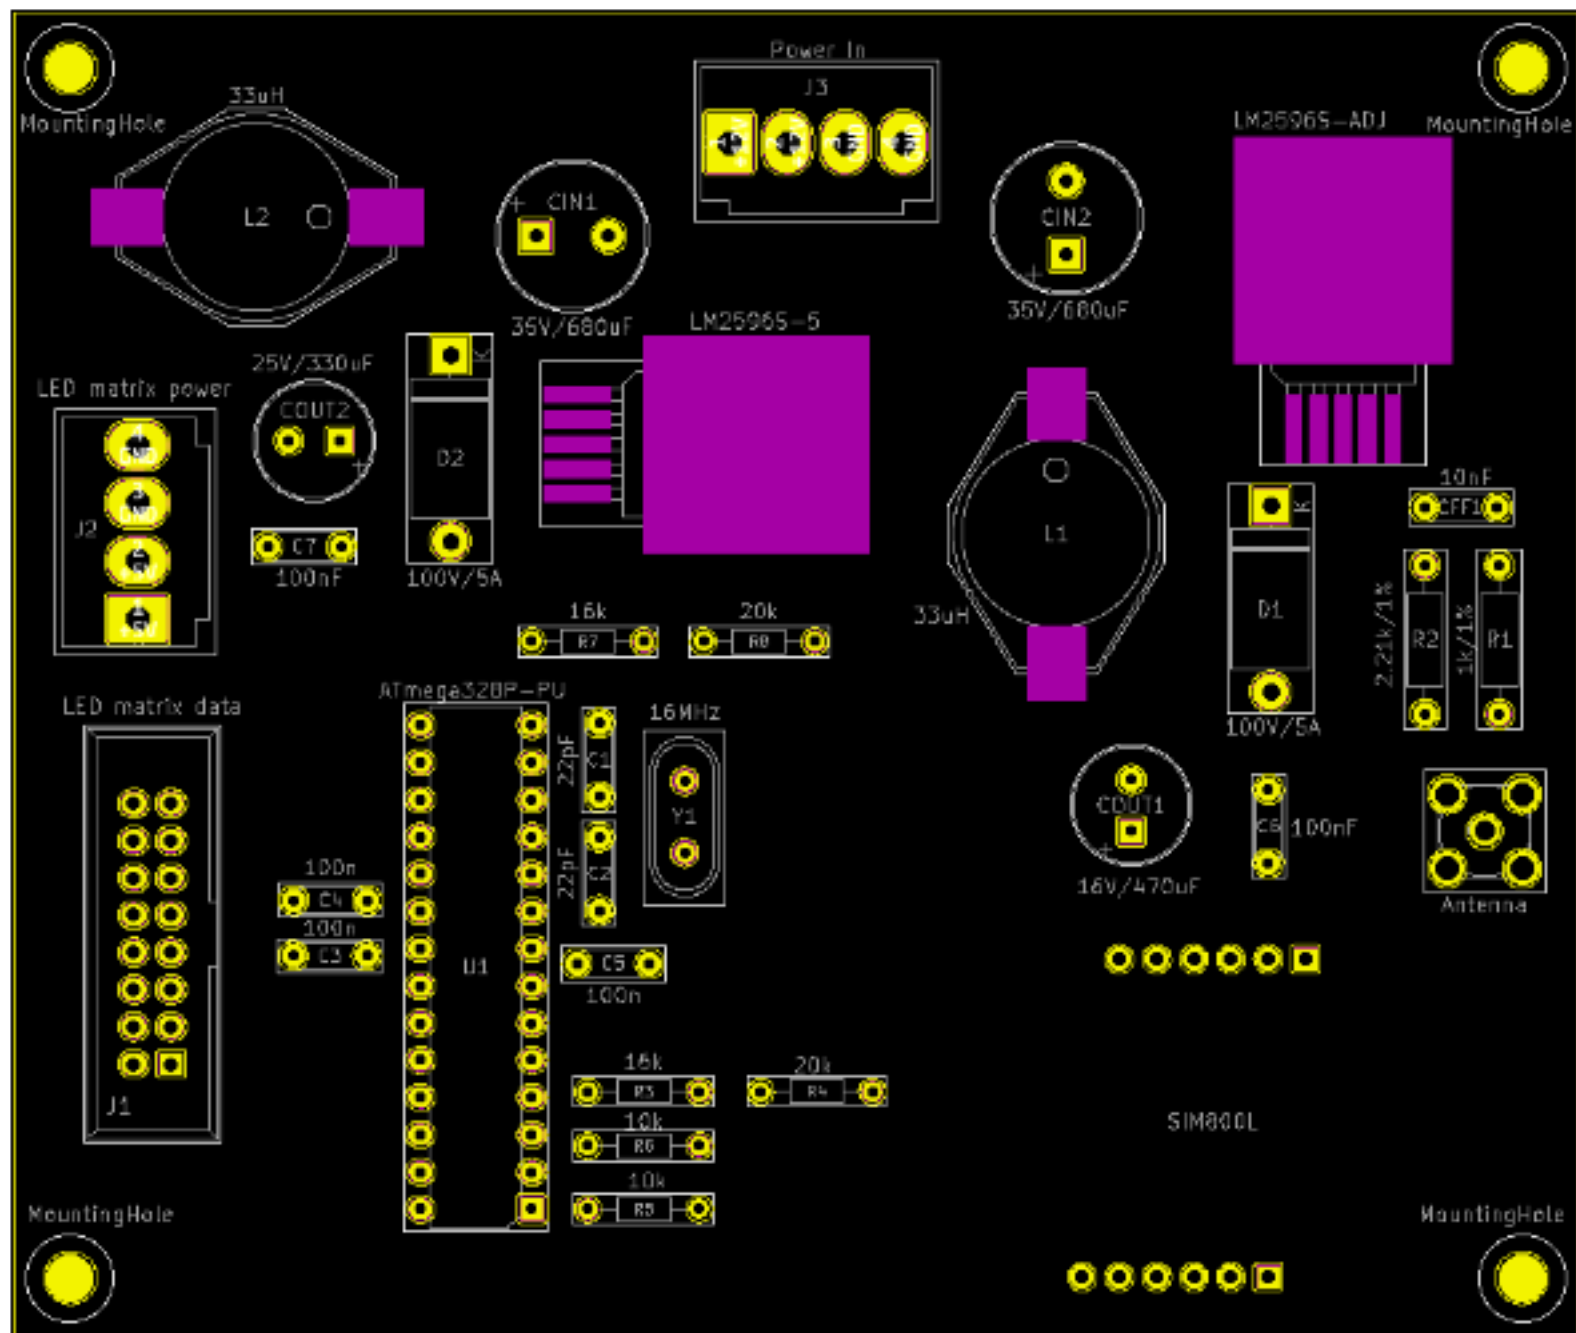 Power In
J3
33uH
MountingHole
LM2596S-ADJ
MountingHole
L2
CIN1
CIN2
35V/680uF
35V/680uF
LM2596S-5
25V/330uF
K
LED matrix power
COUT2
D2
GND
GND
+5V
+5V
J2
C7
100nF
100V/5A
L1
33uH
10nF
CFF1
K
D1
100V/5A
2.21k/1%
R2
1k/1%
R1
16k
R7
20k
R8
ATmega328P-PU
LED matrix data
22pF
C1
16MHz
Y1
22pF
C2
COUT1
16V/470uF
C6
100nF
Antenna
100n
C4
100n
C3
U1
C5
100n
16k
R3
20k
R4
10k
R6
10k
R5
J1
SIM800L
MountingHole
MountingHole